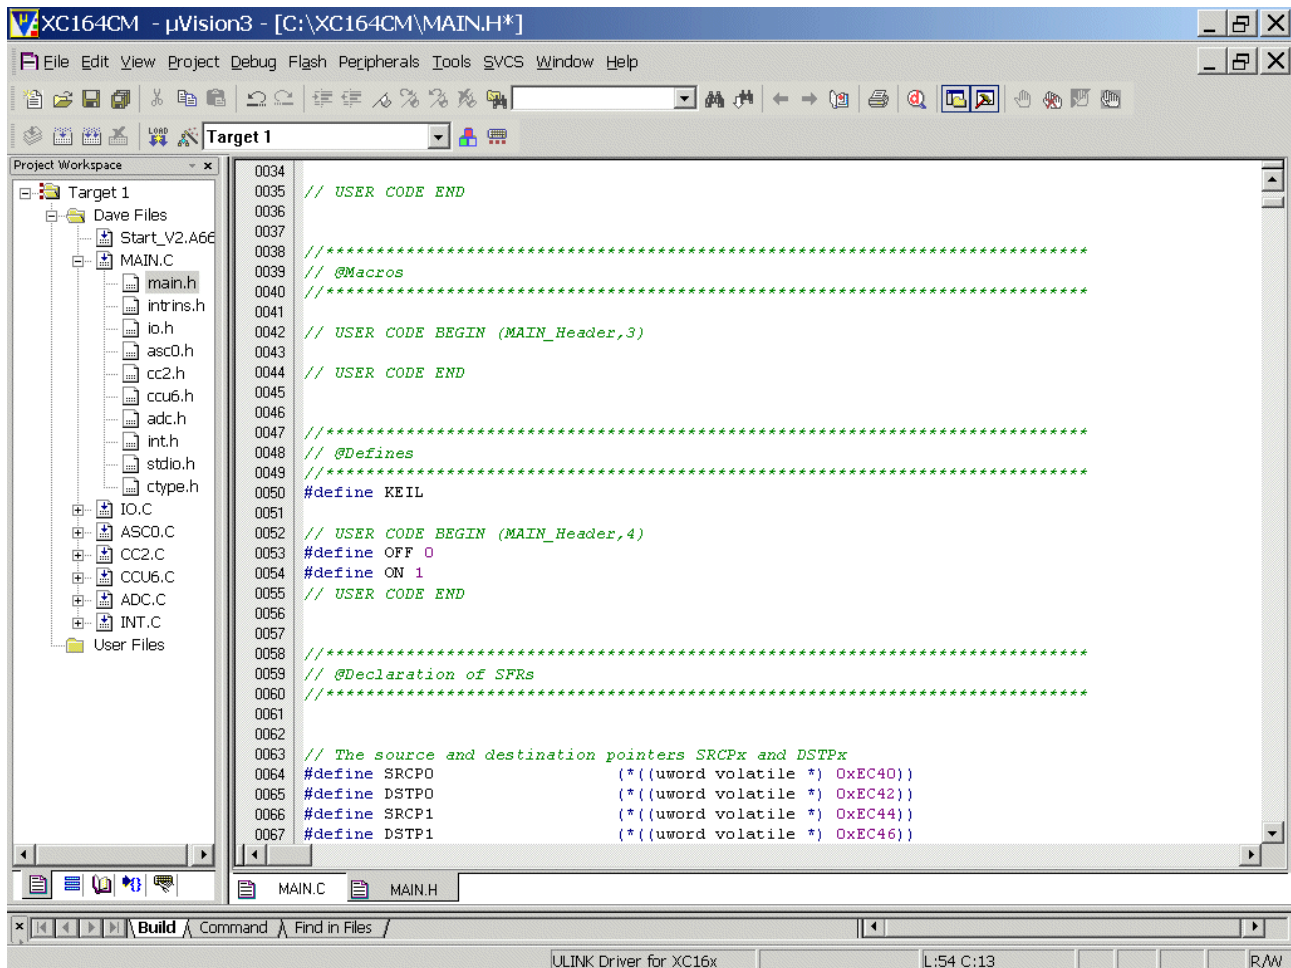 XC164CM - µVision3 - [C:\XC164CM\MAIN.H*]
File Edit View Project Debug Flash Peripherals Tools SVCS Window Help
LOAD Target 1
Project Workspace
Target 1
Dave Files
Start_V2.A66
MAIN.C
main.h
intrins.h
io.h
asc0.h
cc2.h
ccu6.h
adc.h
int.h
stdio.h
ctype.h
IO.C
ASC0.C
CC2.C
CCU6.C
ADC.C
INT.C
User Files
0034
0035 // USER CODE END
0036
0037
0038 //****************************************************************************
0039 // @Macros
0040 //****************************************************************************
0041
0042 // USER CODE BEGIN (MAIN_Header,3)
0043
0044 // USER CODE END
0045
0046
0047 //****************************************************************************
0048 // @Defines
0049 //****************************************************************************
0050 #define KEIL
0051
0052 // USER CODE BEGIN (MAIN_Header,4)
0053 #define OFF 0
0054 #define ON 1
0055 // USER CODE END
0056
0057
0058 //****************************************************************************
0059 // @Declaration of SFRs
0060 //****************************************************************************
0061
0062
0063 // The source and destination pointers SRCPx and DSTPx
0064 #define SRCP0 (*((uword volatile *) 0xEC40))
0065 #define DSTP0 (*((uword volatile *) 0xEC42))
0066 #define SRCP1 (*((uword volatile *) 0xEC44))
0067 #define DSTP1 (*((uword volatile *) 0xEC46))
MAIN.C MAIN.H
Build Command Find in Files
ULINK Driver for XC16x L:54 C:13 R/W